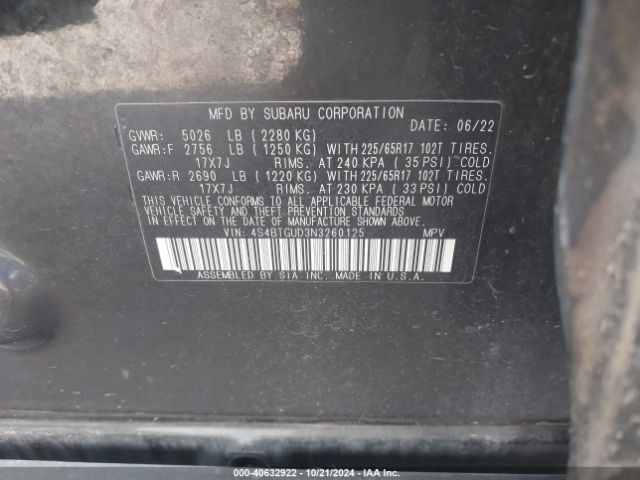 MFD BY SUBARU CORPORATION
DATE: 06/22
GVWR: 5026 LB (2280 KG)
GAWR:F 2756 LB (1250 KG) WITH 225/65R17 102T TIRES.
17X7J RIMS. AT 240 KPA (35 PSI) COLD
GAWR:R 2690 LB (1220 KG) WITH 225/65R17 102T TIRES.
17X7J RIMS. AT 230 KPA (33 PSI) COLD
THIS VEHICLE CONFORMS TO ALL APPLICABLE FEDERAL MOTOR
VEHICLE SAFETY, BUMPER, AND THEFT PREVENTION STANDARDS
IN EFFECT ON THE DATE OF MANUFACTURE SHOWN ABOVE.
VIN: 4S4BTGUD3N3260125 MPV
ASSEMBLED BY SIA INC. MADE IN U.S.A.
000-40632922 - 10/21/2024 - IAA Inc.